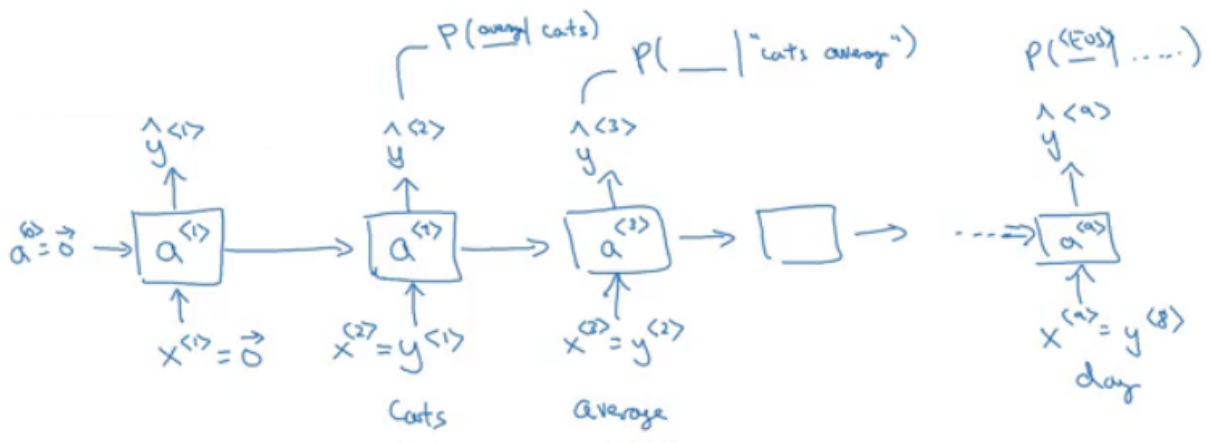 P(average | cats)
P( ___ | "cats average")
P(<EOS> | .....)
ŷ<1>
ŷ<2>
ŷ<3>
ŷ<9>
a<0> = 0⃗
a<1>
a<2>
a<3>
a<9>
x<1> = 0⃗
x<2> = y<1>
x<3> = y<2>
x<9> = y<8>
Cats
average
day